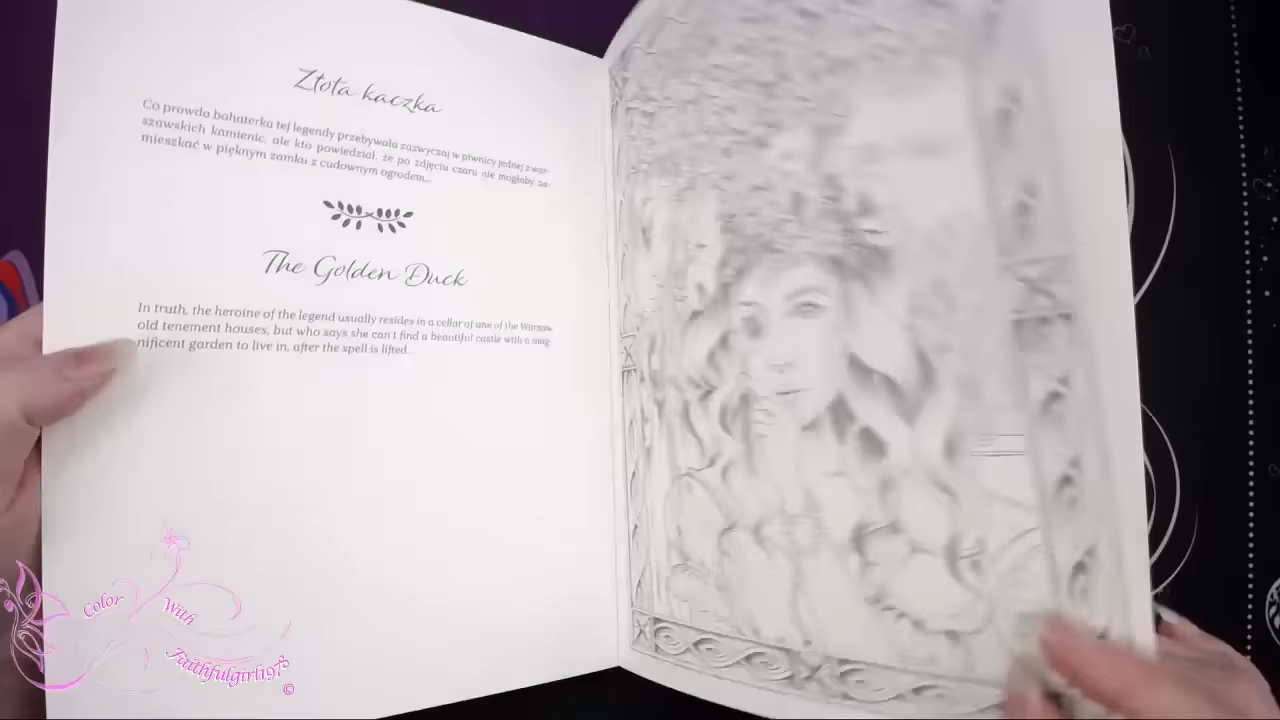 Złota kaczka
Co prawda bohaterka tej legendy przebywała zazwyczaj w piwnicy jednej z war-
szawskich kamienic, ale kto powiedział, że po zdjęciu czaru nie mogłaby za-
mieszkać w pięknym zamku z cudownym ogrodem...
The Golden Duck
In truth, the heroine of the legend usually resides in a cellar of one of the Warsaw
old tenement houses, but who says she can't find a beautiful castle with a mag-
nificent garden to live in, after the spell is lifted...
Color With
Faithfulgirl1978
©